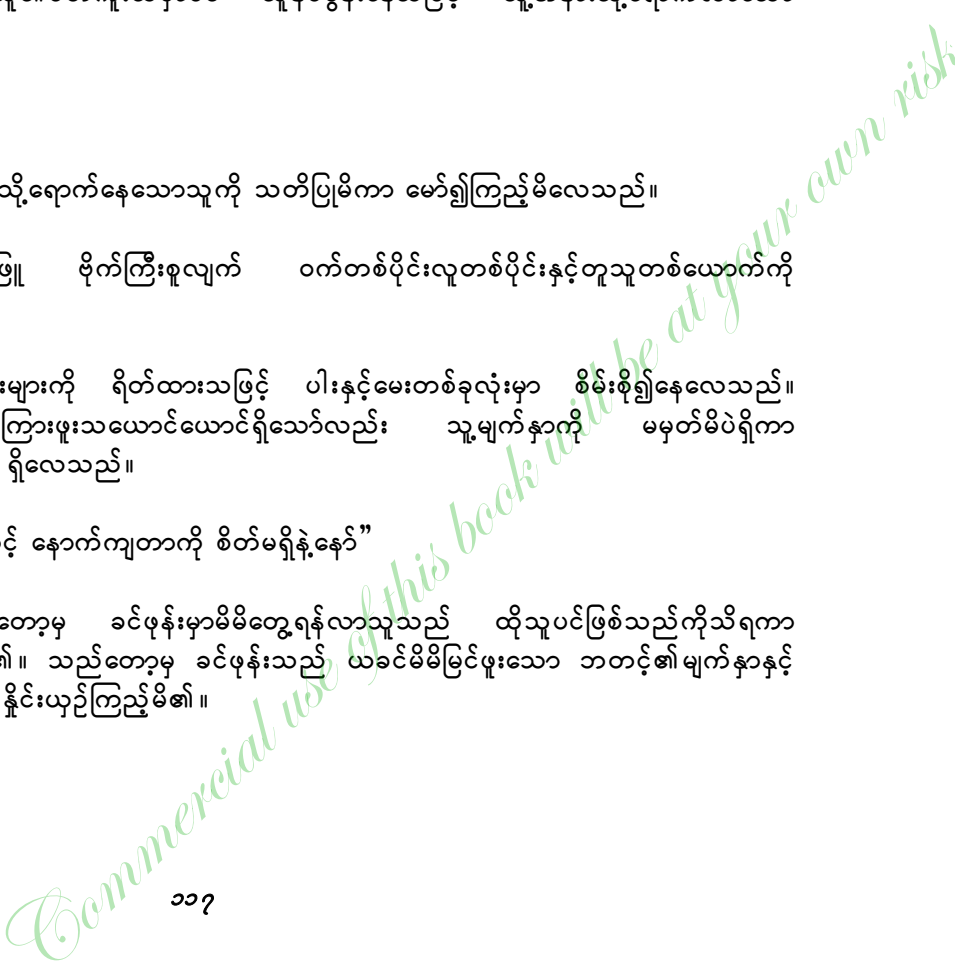 သို့ရောက်နေသောသူကို သတိပြုမိကာ မော်၍ကြည့်မိလေသည်။
ဖြူ ဗိုက်ကြီးစူလျက် ဝက်တစ်ပိုင်းလူတစ်ပိုင်းနှင့်တူသူတစ်ယောက်ကို
းများကို ရိတ်ထားသဖြင့် ပါးနှင့်မေးတစ်ခုလုံးမှာ စိမ်းစို၍နေလေသည်။
ကြားဖူးသယောင်ယောင်ရှိသော်လည်း သူ့မျက်နှာကို မမှတ်မိပဲရှိကာ
ရှိလေသည်။
င့် နောက်ကျတာကို စိတ်မရှိနဲ့နော်”
တော့မှ ခင်ဖုန်းမှာမိမိတွေ့ရန်လာသူသည် ထိုသူပင်ဖြစ်သည်ကိုသိရကာ
၏။ သည်တော့မှ ခင်ဖုန်းသည် ယခင်မိမိမြင်ဖူးသော ဘတင့်၏မျက်နှာနှင့်
နှိုင်းယှဉ်ကြည့်မိ၏။
Commercial use of this book will be at your own risk
၁၁၇